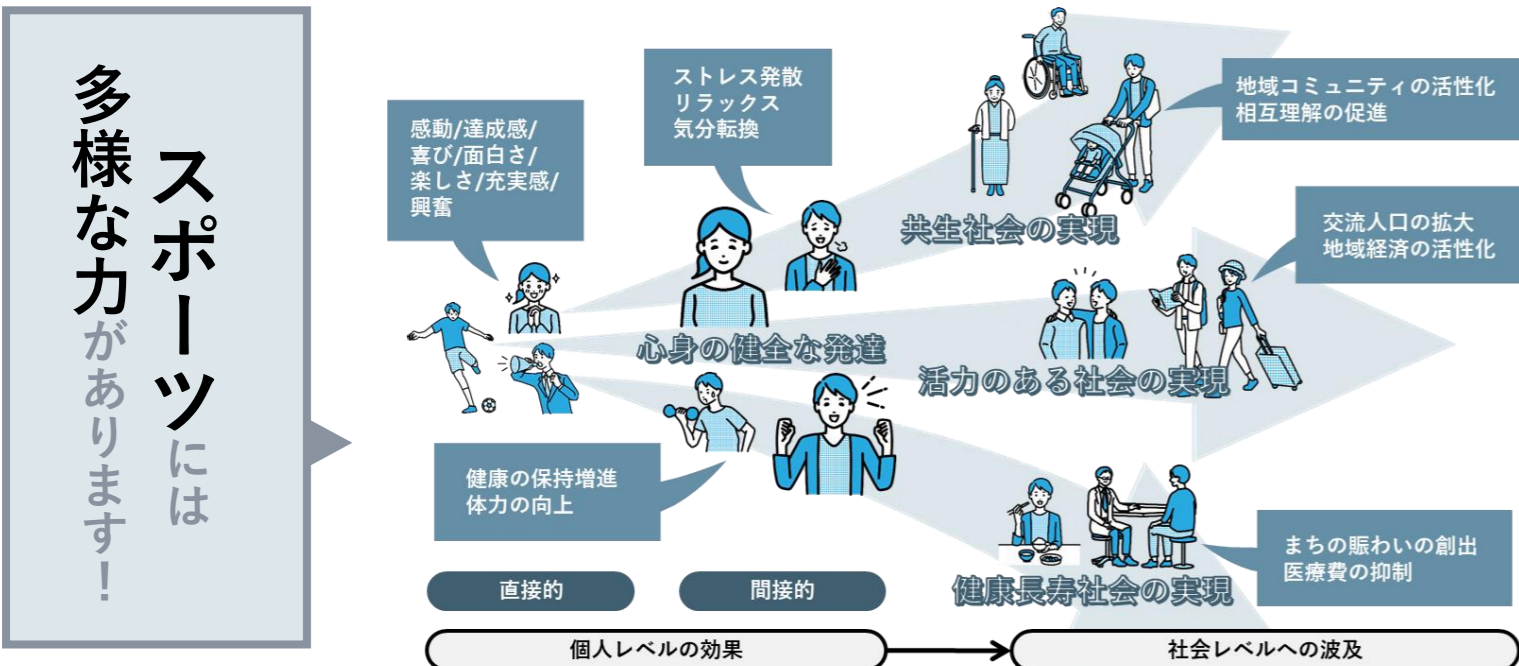 スポーツには
多様な力があります！
感動/達成感/
喜び/面白さ/
楽しさ/充実感/
興奮
ストレス発散
リラックス
気分転換
心身の健全な発達
健康の保持増進
体力の向上
地域コミュニティの活性化
相互理解の促進
共生社会の実現
交流人口の拡大
地域経済の活性化
活力のある社会の実現
まちの賑わいの創出
医療費の抑制
健康長寿社会の実現
直接的
間接的
個人レベルの効果
社会レベルへの波及